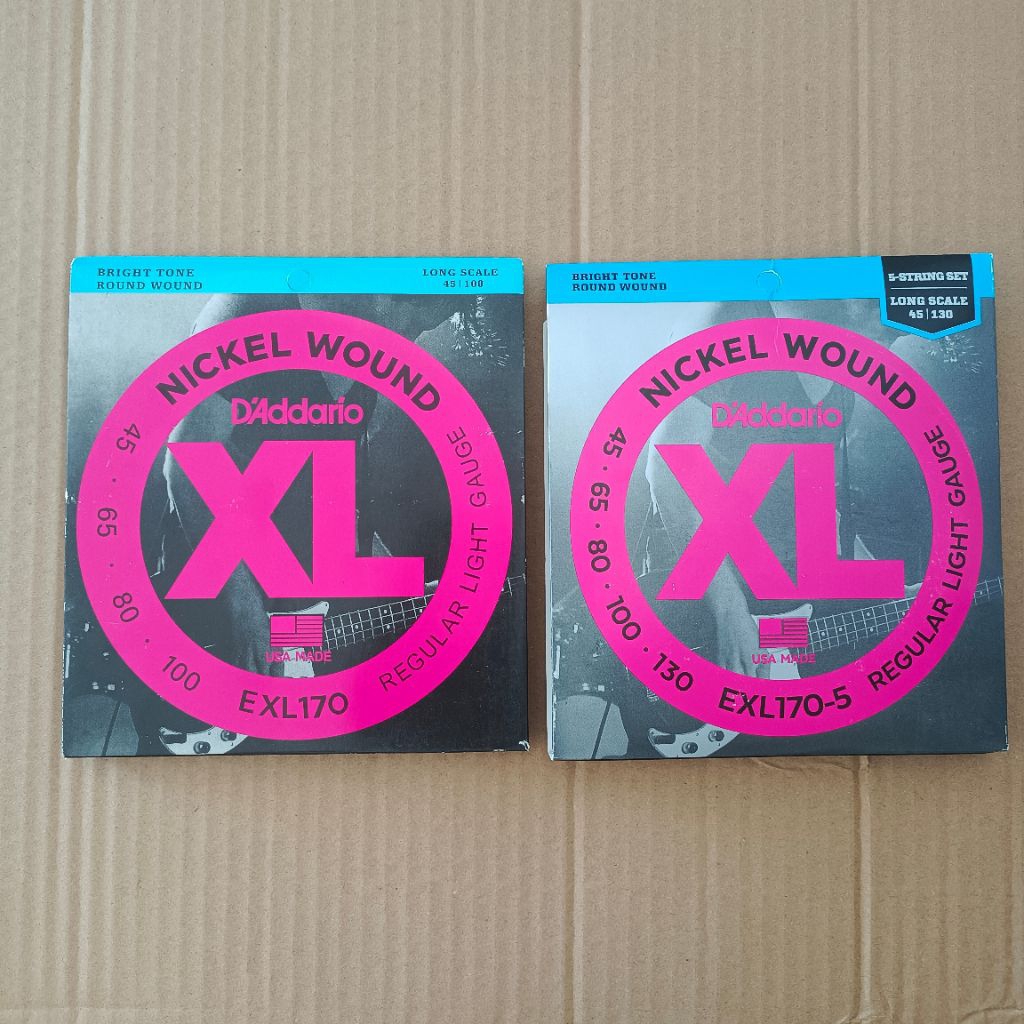 BRIGHT TONE
ROUND WOUND
LONG SCALE
45 | 100
NICKEL WOUND
D'Addario
XL
USA MADE
45 · 65 · 80 · 100
EXL170
REGULAR LIGHT GAUGE
BRIGHT TONE
ROUND WOUND
5-STRING SET
LONG SCALE
45 | 130
NICKEL WOUND
D'Addario
XL
USA MADE
45 · 65 · 80 · 100 · 130
EXL170-5
REGULAR LIGHT GAUGE